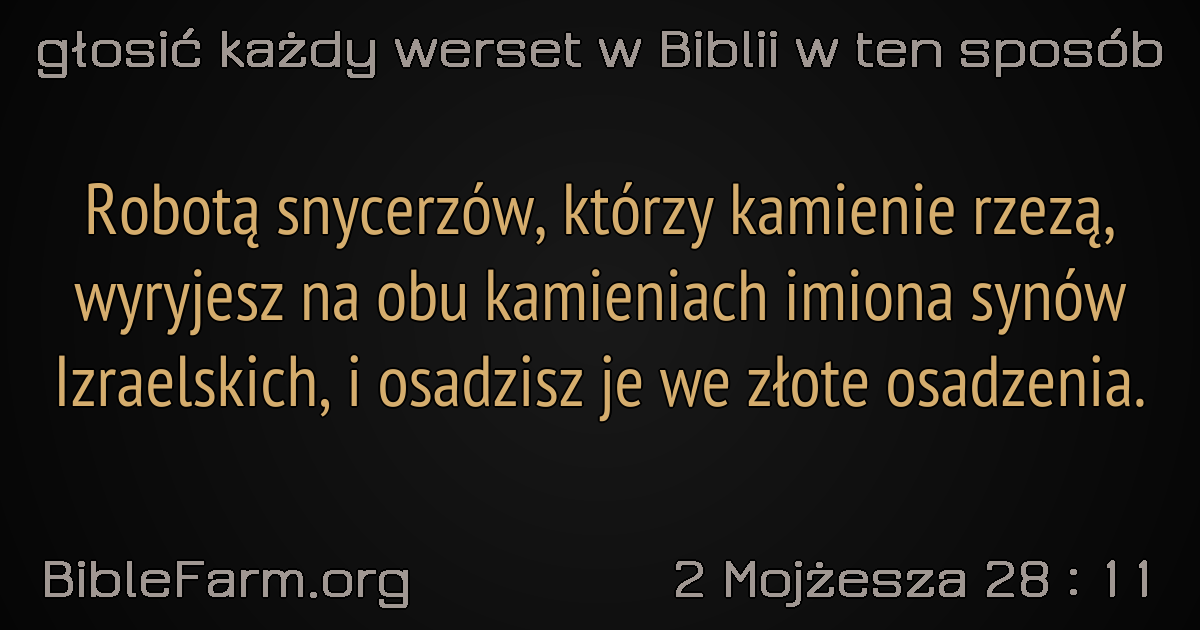 głosić każdy werset w Biblii w ten sposób
Robotą snycerzów, którzy kamienie rzezą,
wyryjesz na obu kamieniach imiona synów
Izraelskich, i osadzisz je we złote osadzenia.
BibleFarm.org
2 Mojżesza 28 : 11